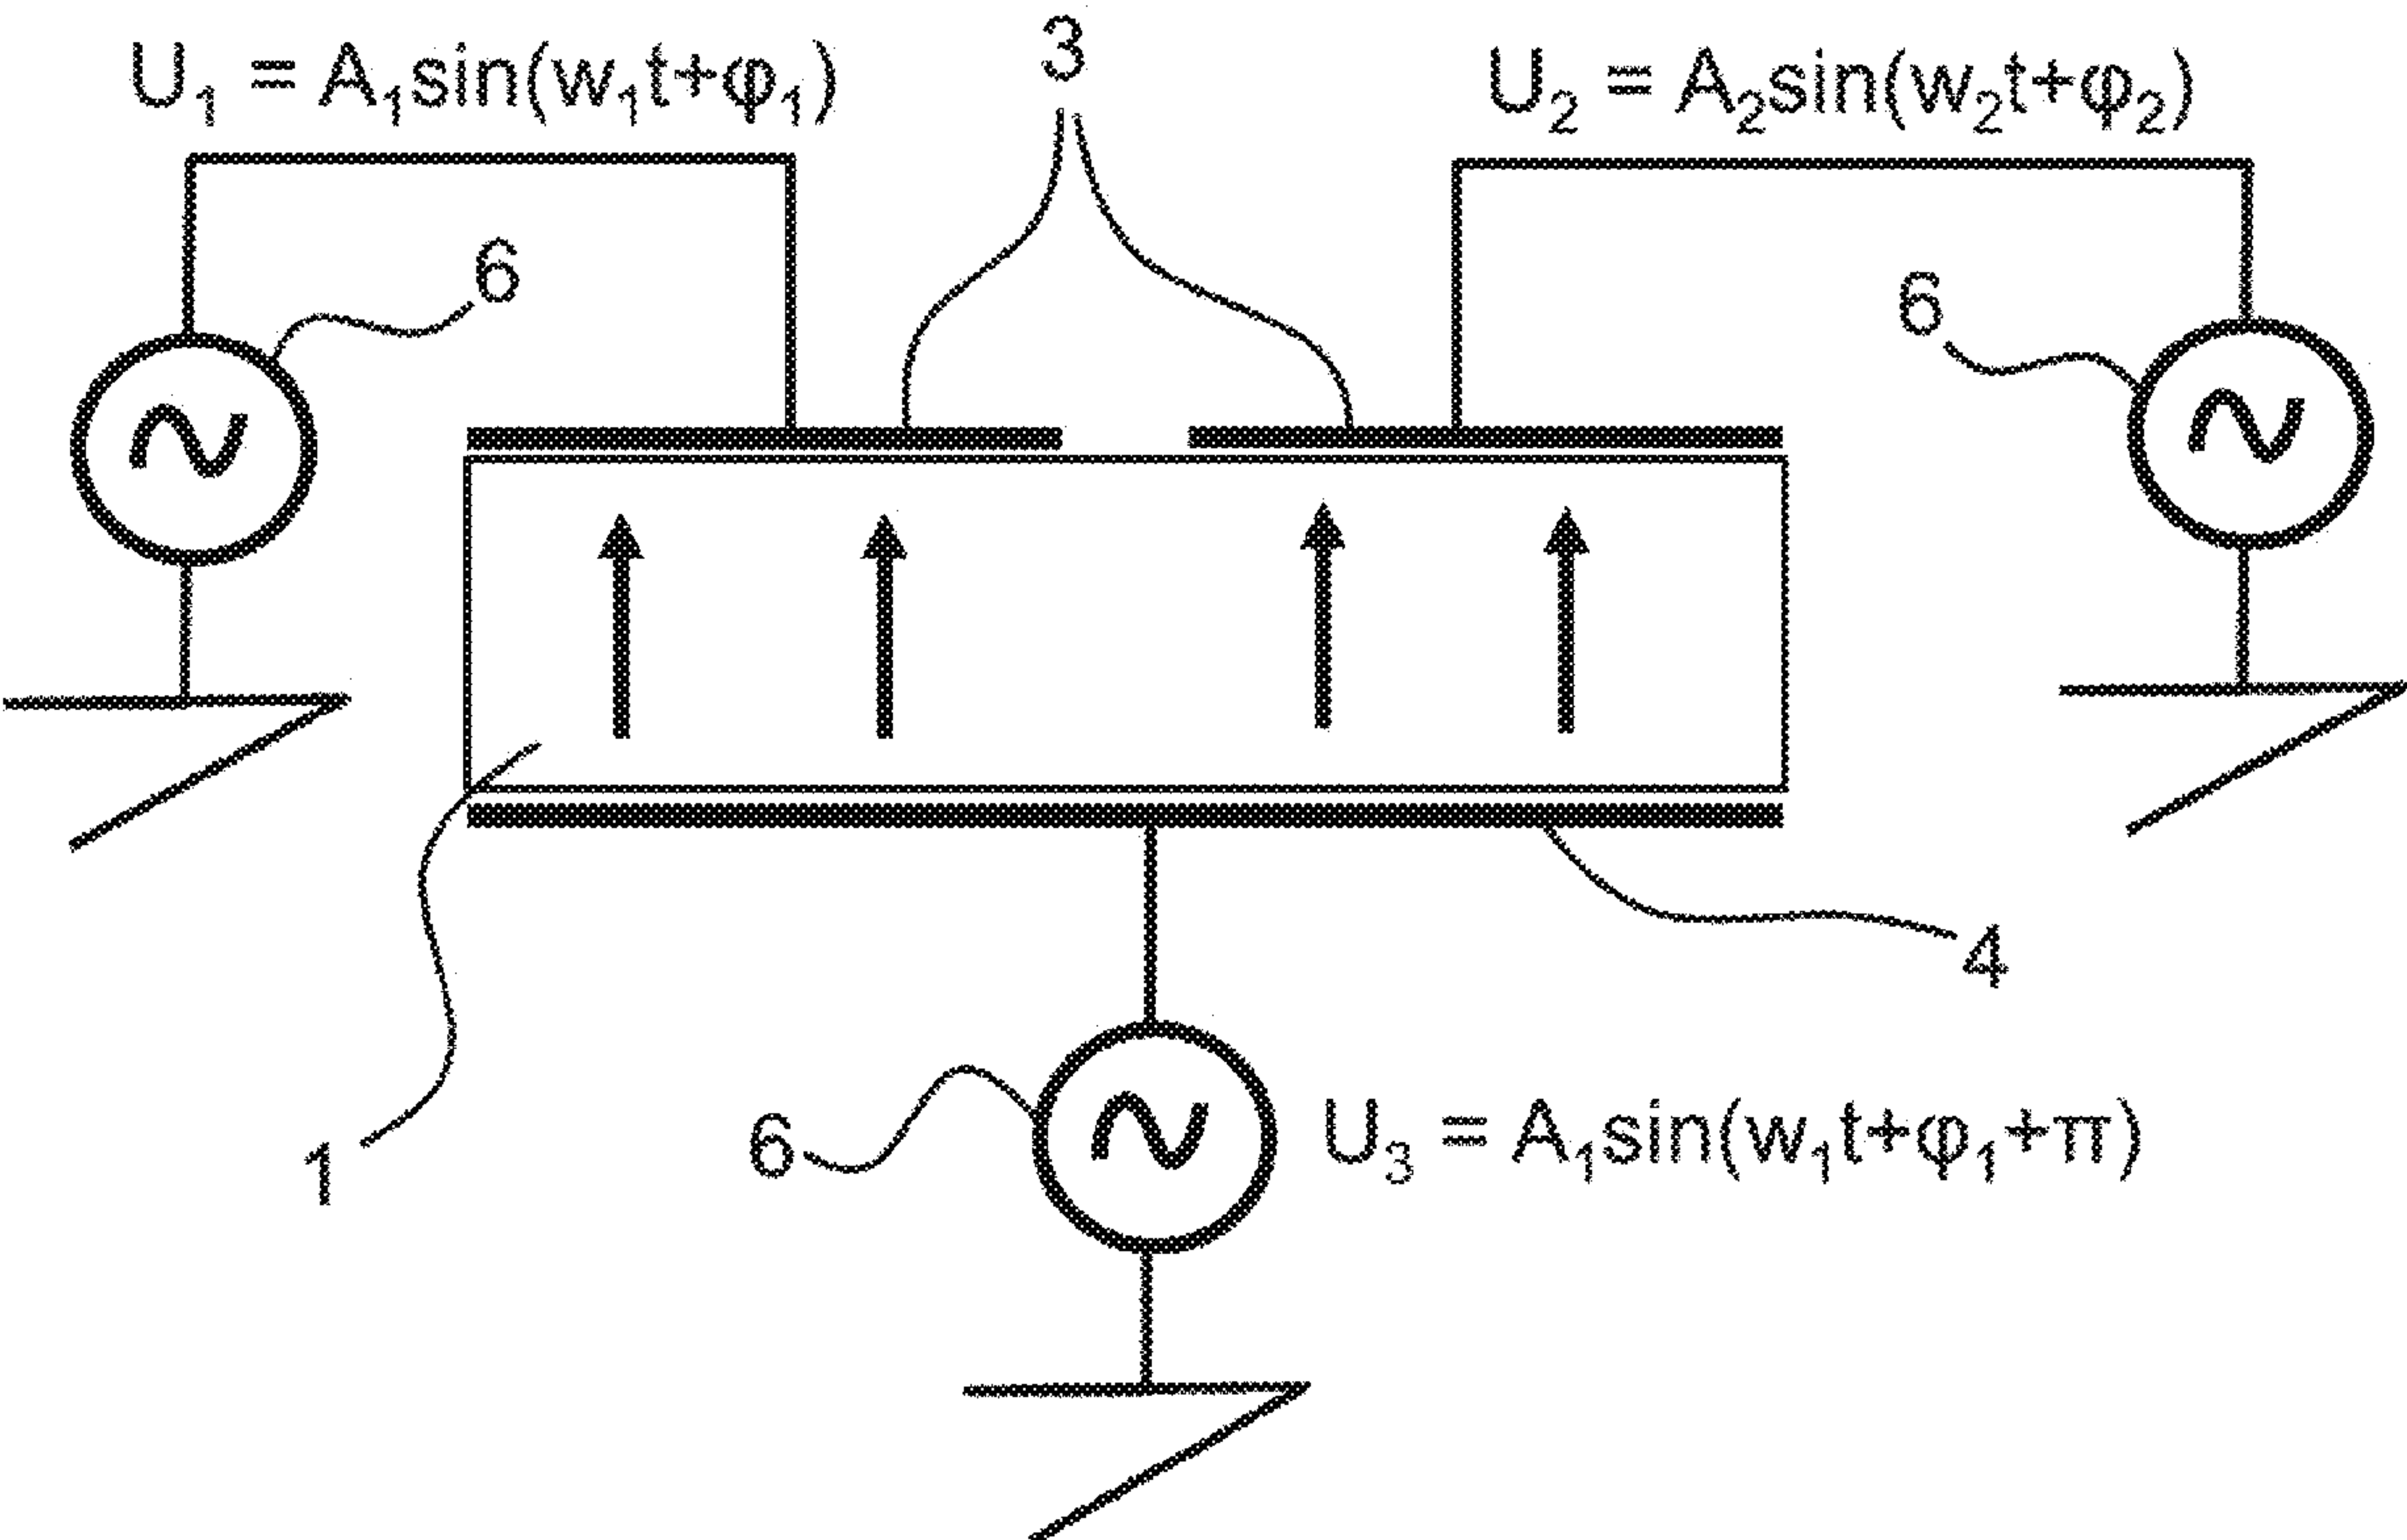 3
U₁ = A₁sin(w₁t+φ₁)
U₂ = A₂sin(w₂t+φ₂)
6
6
4
6
U₃ = A₁sin(w₁t+φ₁+π)
1